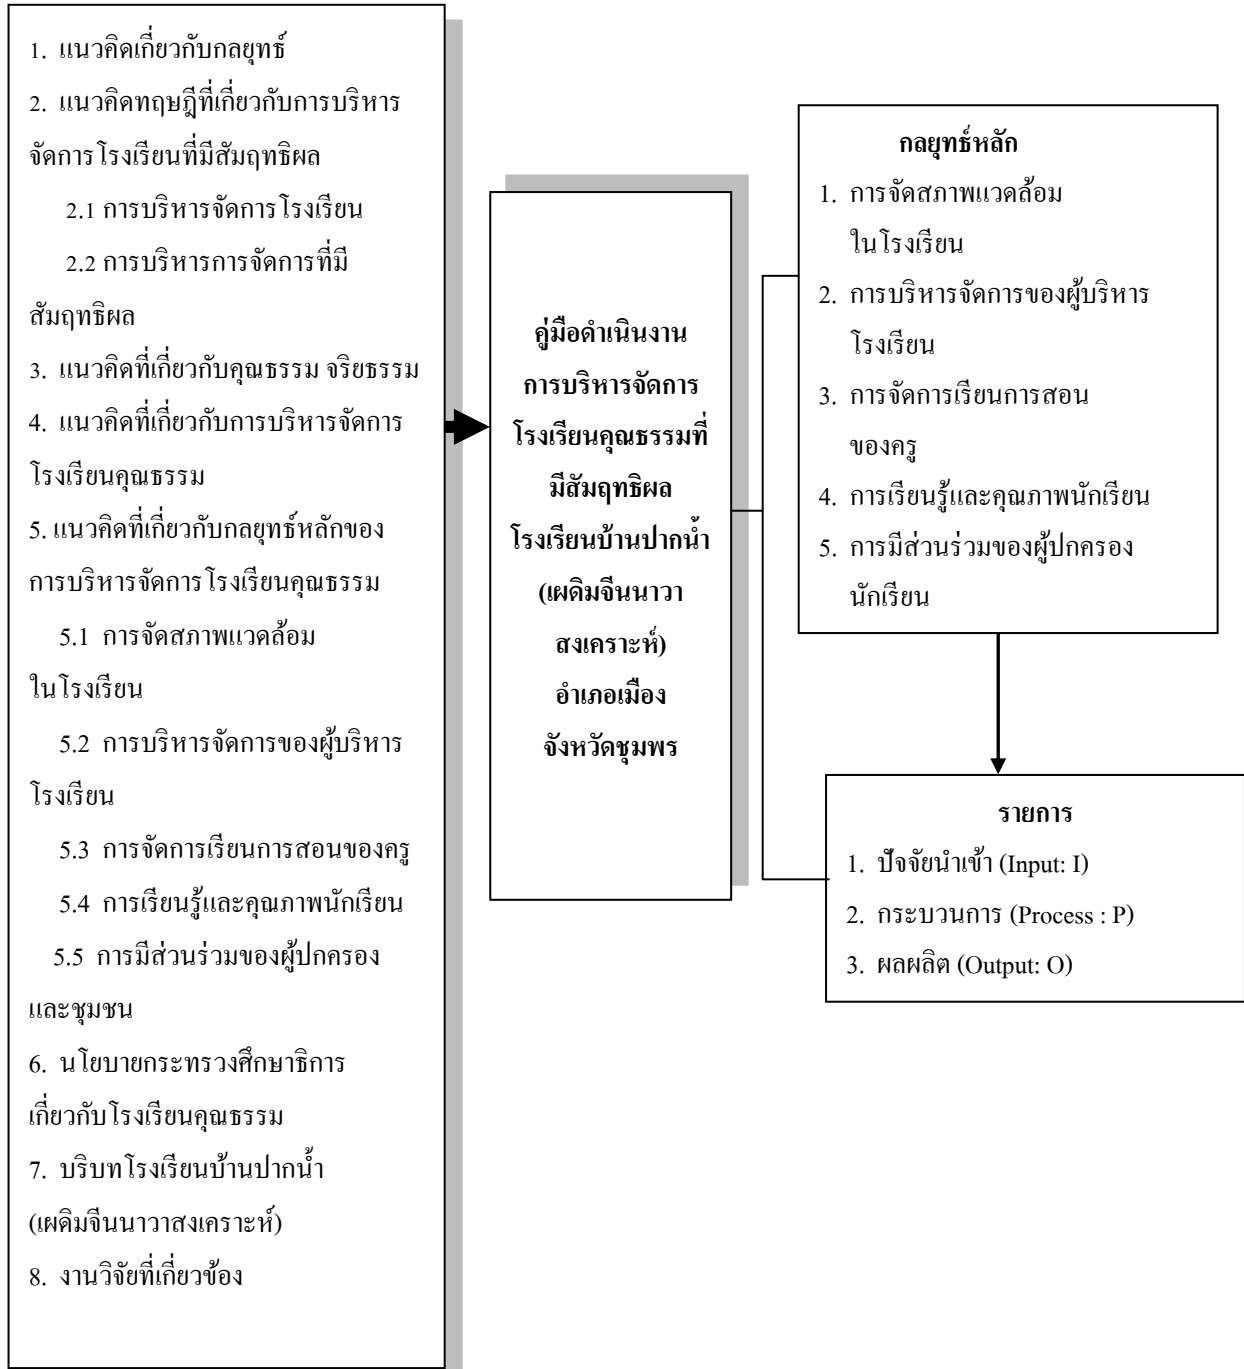 1. แนวคิดเกี่ยวกับกลยุทธ์
2. แนวคิดทฤษฎีที่เกี่ยวกับการบริหาร
จัดการโรงเรียนที่มีสัมฤทธิผล
2.1 การบริหารจัดการโรงเรียน
2.2 การบริหารการจัดการที่มี
สัมฤทธิผล
3. แนวคิดที่เกี่ยวกับคุณธรรม จริยธรรม
4. แนวคิดที่เกี่ยวกับการบริหารจัดการ
โรงเรียนคุณธรรม
5. แนวคิดที่เกี่ยวกับกลยุทธ์หลักของ
การบริหารจัดการโรงเรียนคุณธรรม
5.1 การจัดสภาพแวดล้อม
ในโรงเรียน
5.2 การบริหารจัดการของผู้บริหาร
โรงเรียน
5.3 การจัดการเรียนการสอนของครู
5.4 การเรียนรู้และคุณภาพนักเรียน
5.5 การมีส่วนร่วมของผู้ปกครอง
และชุมชน
6. นโยบายกระทรวงศึกษาธิการ
เกี่ยวกับโรงเรียนคุณธรรม
7. บริบทโรงเรียนบ้านปากน้ำ
(เผดิมจีนนาวาสงเคราะห์)
8. งานวิจัยที่เกี่ยวข้อง
คู่มือดำเนินงาน
การบริหารจัดการ
โรงเรียนคุณธรรมที่
มีสัมฤทธิผล
โรงเรียนบ้านปากน้ำ
(เผดิมจีนนาวา
สงเคราะห์)
อำเภอเมือง
จังหวัดชุมพร
กลยุทธ์หลัก
1. การจัดสภาพแวดล้อม
ในโรงเรียน
2. การบริหารจัดการของผู้บริหาร
โรงเรียน
3. การจัดการเรียนการสอน
ของครู
4. การเรียนรู้และคุณภาพนักเรียน
5. การมีส่วนร่วมของผู้ปกครอง
นักเรียน
รายการ
1. ปัจจัยนำเข้า (Input: I)
2. กระบวนการ (Process : P)
3. ผลผลิต (Output: O)